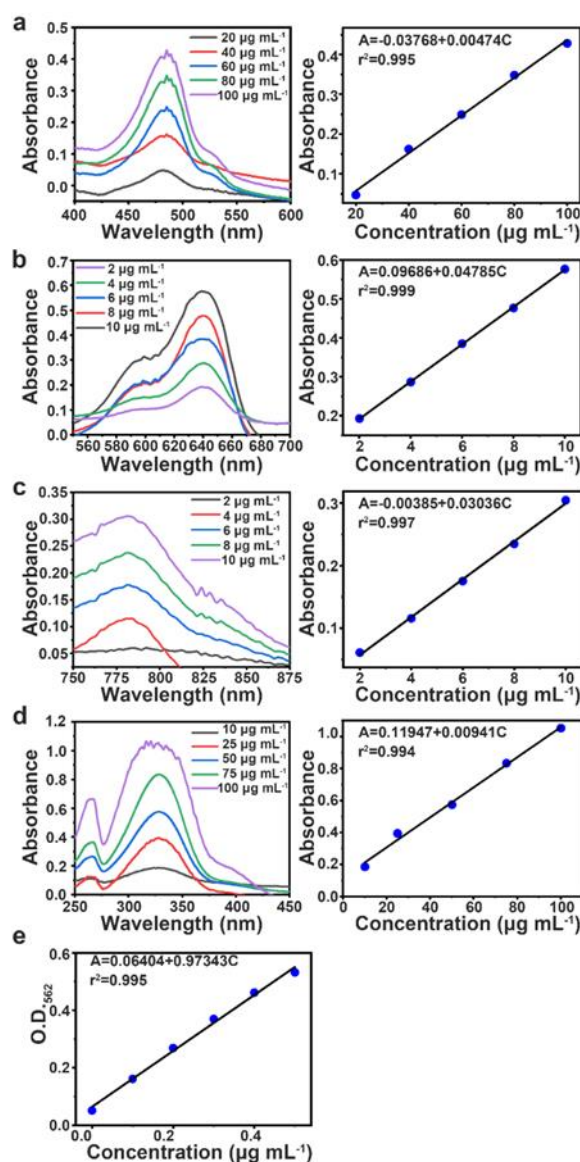 a
20 µg mL⁻¹
40 µg mL⁻¹
60 µg mL⁻¹
80 µg mL⁻¹
100 µg mL⁻¹
0.5
0.4
0.3
0.2
0.1
0.0
Absorbance
400 450 500 550 600
Wavelength (nm)
A=-0.03768+0.00474C
r²=0.995
0.4
0.3
0.2
0.1
Absorbance
20 40 60 80 100
Concentration (µg mL⁻¹)
b
2 µg mL⁻¹
4 µg mL⁻¹
6 µg mL⁻¹
8 µg mL⁻¹
10 µg mL⁻¹
0.7
0.6
0.5
0.4
0.3
0.2
0.1
0.0
Absorbance
560 580 600 620 640 660 680 700
Wavelength (nm)
A=0.09686+0.04785C
r²=0.999
0.6
0.5
0.4
0.3
0.2
Absorbance
2 4 6 8 10
Concentration (µg mL⁻¹)
c
2 µg mL⁻¹
4 µg mL⁻¹
6 µg mL⁻¹
8 µg mL⁻¹
10 µg mL⁻¹
0.35
0.30
0.25
0.20
0.15
0.10
0.05
Absorbance
750 775 800 825 850 875
Wavelength (nm)
A=-0.00385+0.03036C
r²=0.997
0.3
0.2
0.1
Absorbance
2 4 6 8 10
Concentration (µg mL⁻¹)
d
10 µg mL⁻¹
25 µg mL⁻¹
50 µg mL⁻¹
75 µg mL⁻¹
100 µg mL⁻¹
1.2
1.0
0.8
0.6
0.4
0.2
0.0
Absorbance
250 300 350 400 450
Wavelength (nm)
A=0.11947+0.00941C
r²=0.994
1.0
0.8
0.6
0.4
0.2
0.0
Absorbance
20 40 60 80 100
Concentration (µg mL⁻¹)
e
A=0.06404+0.97343C
r²=0.995
0.6
0.4
0.2
0.0
O.D.₅₆₂
0.0 0.2 0.4
Concentration (µg mL⁻¹)